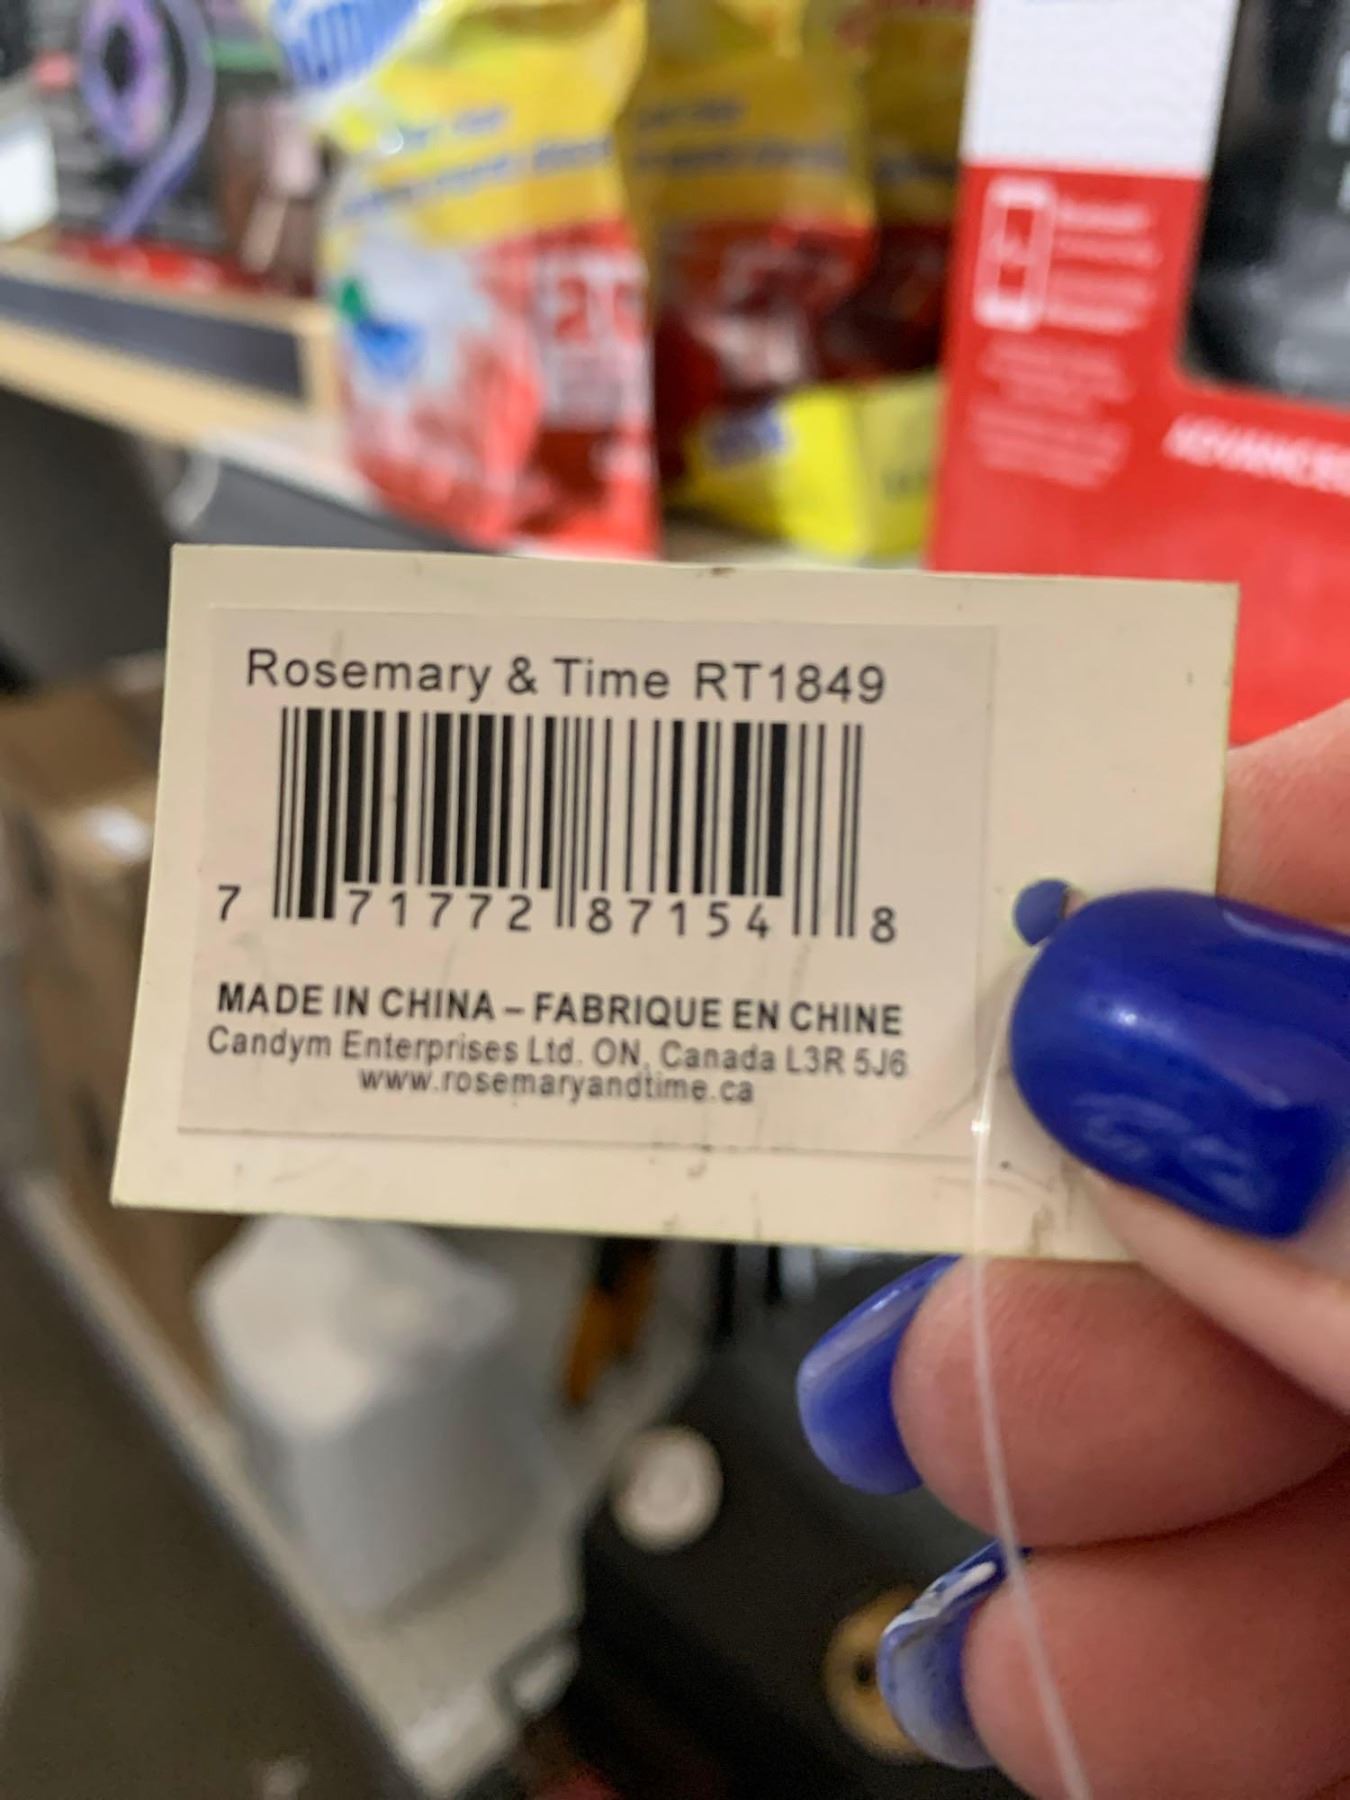 ADVANCED
Rosemary & Time RT1849
7 71772 87154 8
MADE IN CHINA – FABRIQUE EN CHINE
Candym Enterprises Ltd. ON, Canada L3R 5J6
www.rosemaryandtime.ca